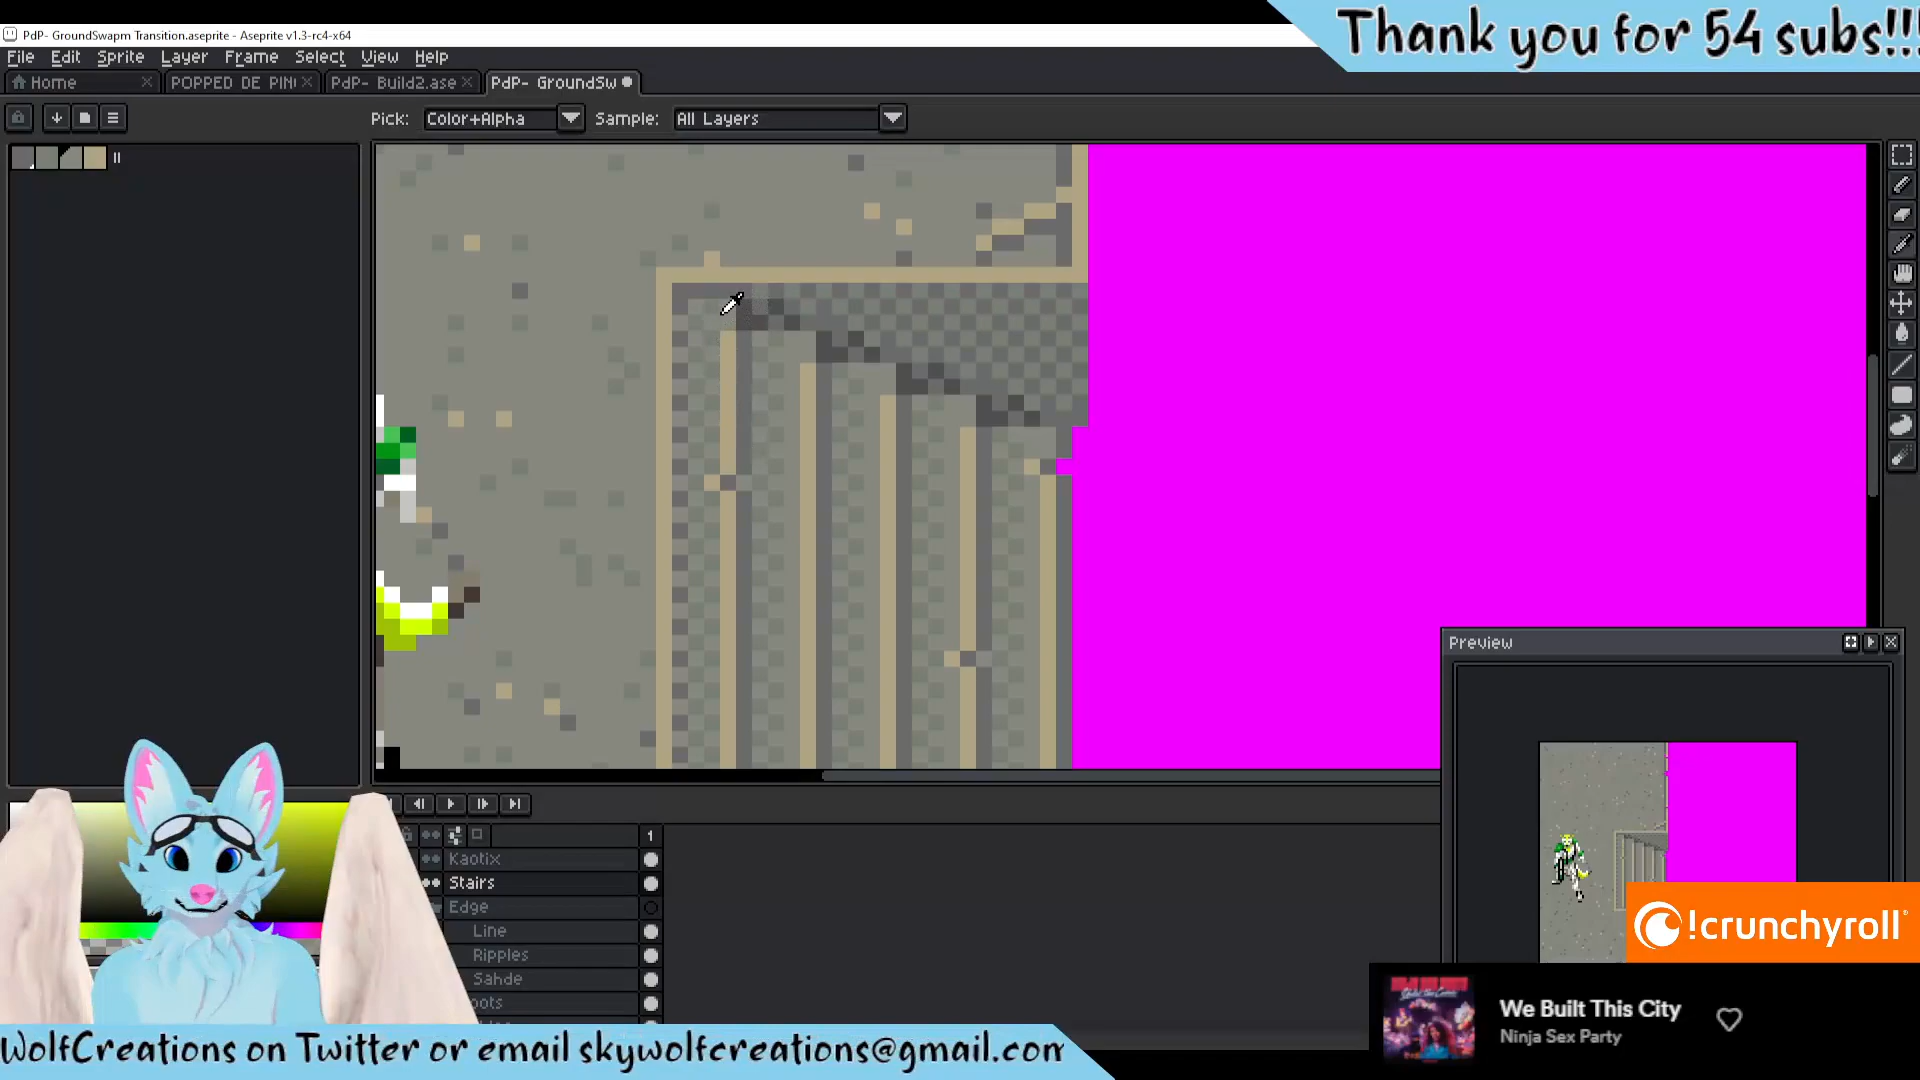 PdP- GroundSwapm Transition.aseprite - Aseprite v1.3-rc4-x64
Thank you for 54 subs!!!
File Edit Sprite Layer Frame Select View Help
Home
POPPED DE PIN
PdP- Build2.ase
PdP- GroundSw
Pick: Color+Alpha Sample: All Layers
Preview
1
Kaotix
Stairs
Edge
Line
Ripples
Sahde
oots
!crunchyroll
We Built This City
Ninja Sex Party
WolfCreations on Twitter or email skywolfcreations@gmail.com